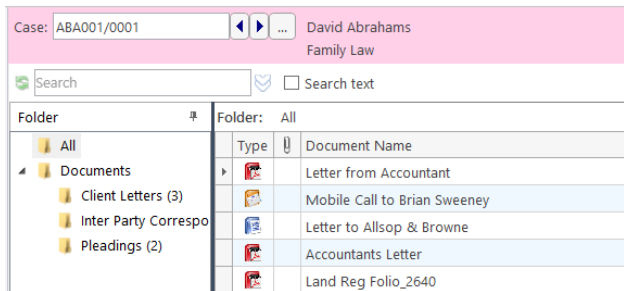 Case: ABA001/0001 ... David Abrahams
Family Law
Search Search text
Folder Folder: All
All Type Document Name
Documents Letter from Accountant
Client Letters (3) Mobile Call to Brian Sweeney
Inter Party Correspo Letter to Allsop & Browne
Pleadings (2) Accountants Letter
Land Reg Folio_2640